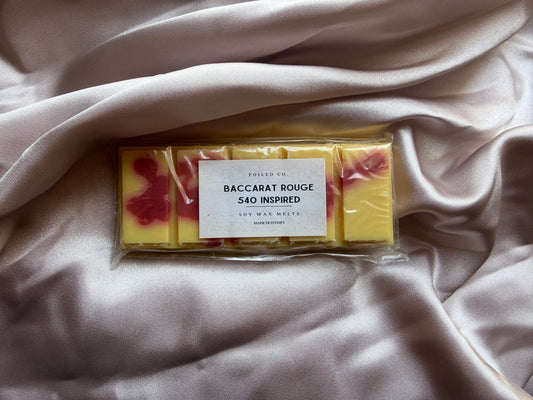 FOILED CO.
BACCARAT ROUGE
540 INSPIRED
SOY WAX MELTS
MADE IN SYDNEY